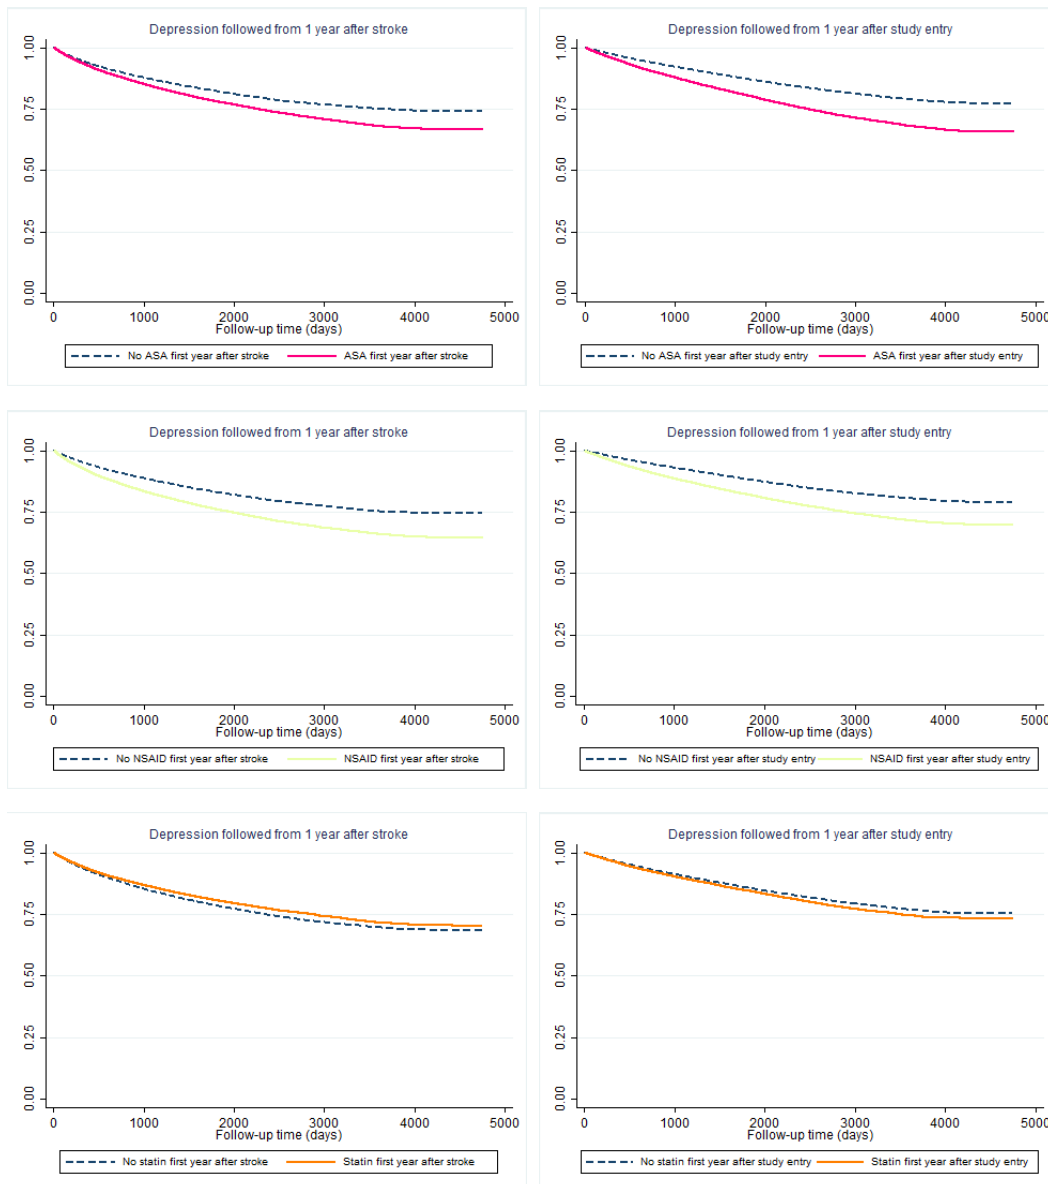 Depression followed from 1 year after stroke
1.00
0.75
0.50
0.25
0.00
0 1000 2000 3000 4000 5000
Follow-up time (days)
No ASA first year after stroke ASA first year after stroke
Depression followed from 1 year after study entry
1.00
0.75
0.50
0.25
0.00
0 1000 2000 3000 4000 5000
Follow-up time (days)
No ASA first year after study entry ASA first year after study entry
Depression followed from 1 year after stroke
1.00
0.75
0.50
0.25
0.00
0 1000 2000 3000 4000 5000
Follow-up time (days)
No NSAID first year after stroke NSAID first year after stroke
Depression followed from 1 year after study entry
1.00
0.75
0.50
0.25
0.00
0 1000 2000 3000 4000 5000
Follow-up time (days)
No NSAID first year after study entry NSAID first year after study entry
Depression followed from 1 year after stroke
1.00
0.75
0.50
0.25
0.00
0 1000 2000 3000 4000 5000
Follow-up time (days)
No statin first year after stroke Statin first year after stroke
Depression followed from 1 year after study entry
1.00
0.75
0.50
0.25
0.00
0 1000 2000 3000 4000 5000
Follow-up time (days)
No statin first year after study entry Statin first year after study entry